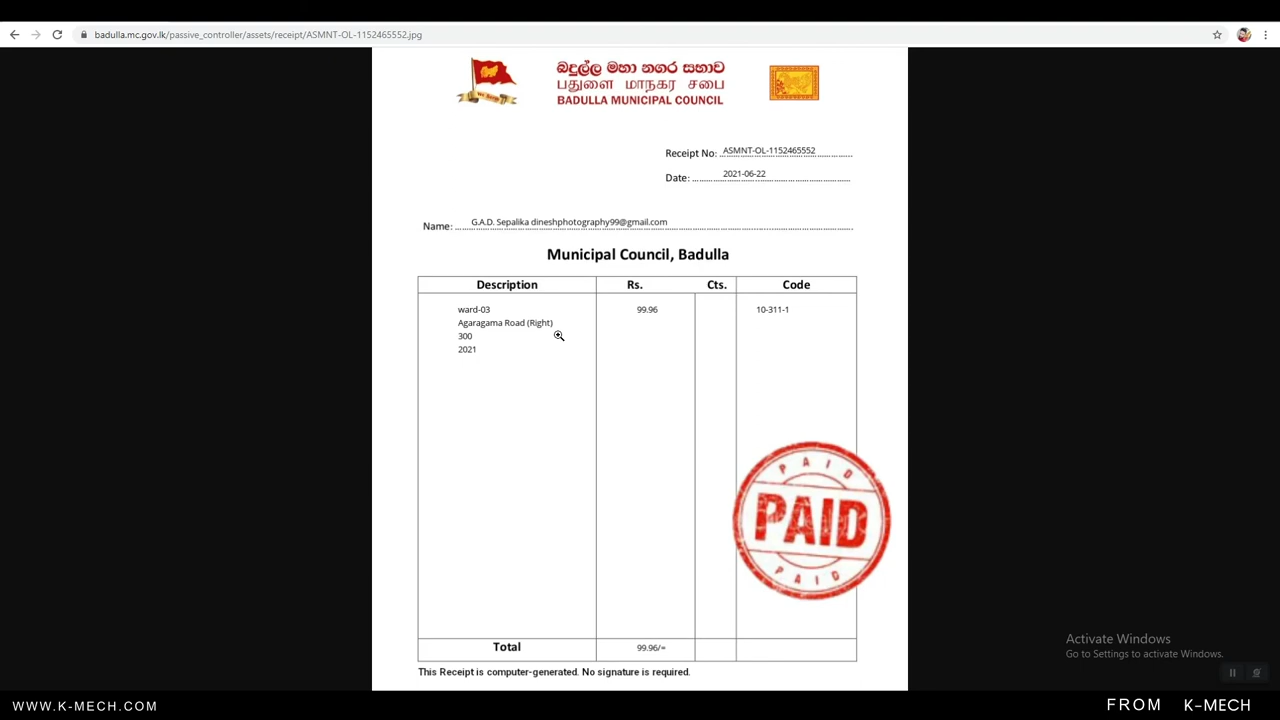 badulla.mc.gov.lk/passive_controller/assets/receipt/ASMNT-OL-1152465552.jpg
බදුල්ල මහා නගර සභාව
பதுளை மாநகர சபை
BADULLA MUNICIPAL COUNCIL
Receipt No: ASMNT-OL-1152465552
Date: 2021-06-22
Name: G.A.D. Sepalika dineshphotography99@gmail.com
Municipal Council, Badulla
Description Rs. Cts. Code
ward-03 99.96 10-311-1
Agaragama Road (Right)
300
2021
PAID
PAID
PAID
Total 99.96/=
This Receipt is computer-generated. No signature is required.
Activate Windows
Go to Settings to activate Windows.
WWW.K-MECH.COM
FROM K-MECH